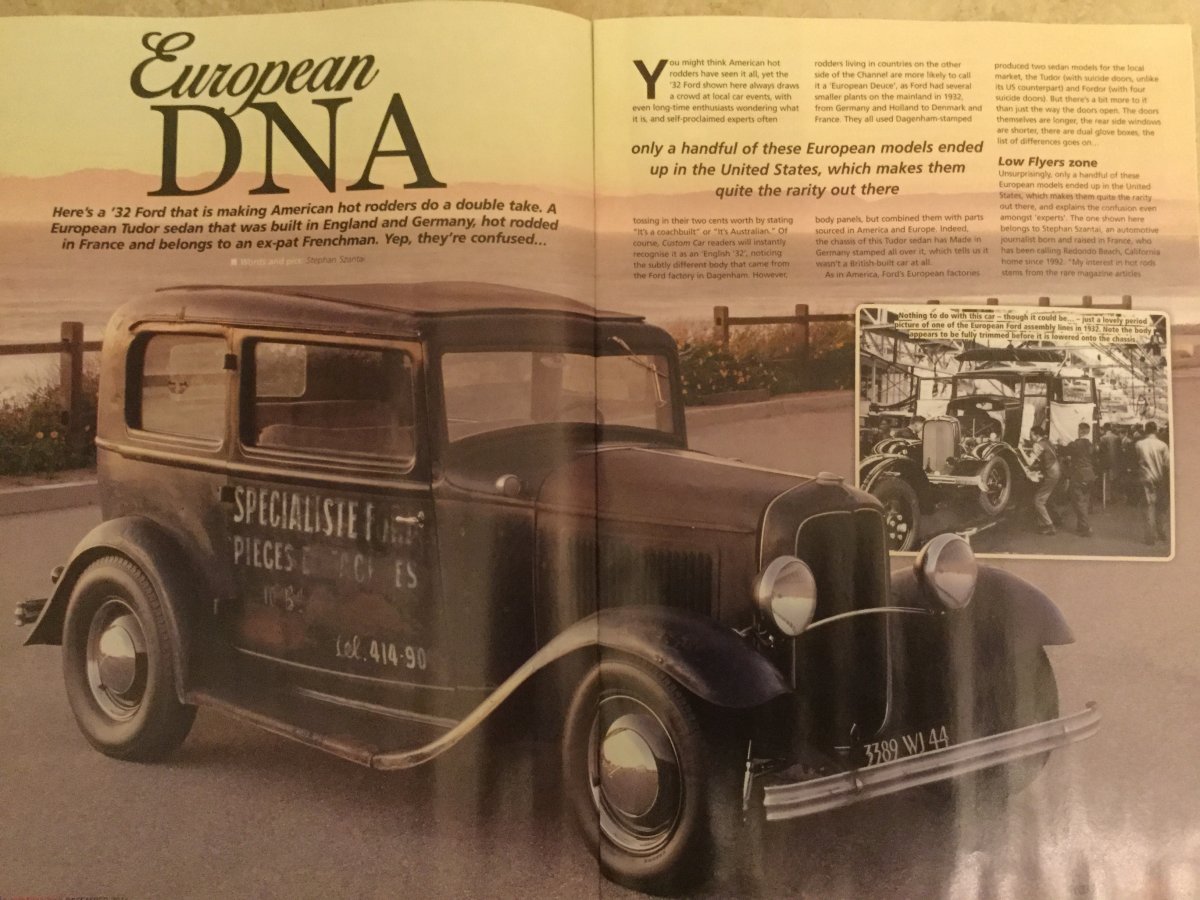 European
DNA
Here's a '32 Ford that is making American hot rodders do a double take. A
European Tudor sedan that was built in England and Germany, hot rodded
in France and belongs to an ex-pat Frenchman. Yep, they're confused...
Words and pics: Stephan Szantai
You might think American hot
rodders have seen it all, yet the
'32 Ford shown here always draws
a crowd at local car events, with
even long-time enthusiasts wondering what
it is, and self-proclaimed experts often
rodders living in countries on the other
side of the Channel are more likely to call
it a 'European Deuce', as Ford had several
smaller plants on the mainland in 1932,
from Germany and Holland to Denmark and
France. They all used Dagenham-stamped
only a handful of these European models ended
up in the United States, which makes them
quite the rarity out there
tossing in their two cents worth by stating
"It's a coachbuilt" or "It's Australian." Of
course, Custom Car readers will instantly
recognise it as an 'English '32', noticing
the subtly different body that came from
the Ford factory in Dagenham. However,
body panels, but combined them with parts
sourced in America and Europe. Indeed,
the chassis of this Tudor sedan has Made in
Germany stamped all over it, which tells us it
wasn't a British-built car at all.
As in America, Ford's European factories
produced two sedan models for the local
market, the Tudor (with suicide doors, unlike
its US counterpart) and Fordor (with four
suicide doors). But there's a bit more to it
than just the way the doors open. The doors
themselves are longer, the rear side windows
are shorter, there are dual glove boxes, the
list of differences goes on...
Low Flyers zone
Unsurprisingly, only a handful of these
European models ended up in the United
States, which makes them quite the rarity
out there, and explains the confusion even
amongst 'experts'. The one shown here
belongs to Stephan Szantai, an automotive
journalist born and raised in France, who
has been calling Redondo Beach, California
home since 1992. "My interest in hot rods
stems from the rare magazine articles
Nothing to do with this car – though it could be... – just a lovely period
picture of one of the European Ford assembly lines in 1932. Note the body
appears to be fully trimmed before it is lowered onto the chassis.
SPECIALISTE
PIECES
tel. 414-90
3389 WJ 44